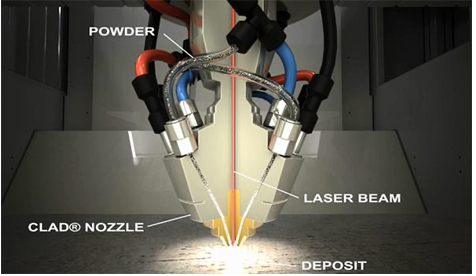 POWDER
LASER BEAM
CLAD® NOZZLE
DEPOSIT